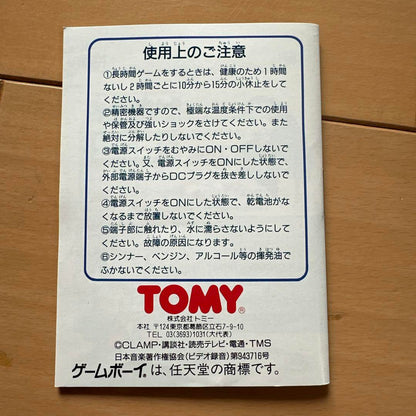 使用上のご注意
①長時間ゲームをするときは、健康のため1時間
ないし2時間ごとに10分から15分の小休止をして
ください。
②精密機器ですので、極端な温度条件下での使用
や保管及び強いショックをさけてください。また
絶対に分解したりしないでください。
③電源スイッチをむやみにON・OFFしないでく
ださい。又、電源スイッチをONにした状態で、
外部電源端子からDCプラグを抜き差ししないで
ください。
④電源スイッチをONにした状態で、乾電池がな
くなるまで放置しないでください。
⑤端子部に触れたり、水に濡らさないようにして
ください。故障の原因になります。
⑥シンナー、ベンジン、アルコール等の揮発油で
ふかないでください。
TOMY®
株式会社トミー
本社 〒124東京都葛飾区立石7-9-10
TEL 03(3693)1031(大代表)
©CLAMP・講談社・読売テレビ・電通・TMS
日本音楽著作権協会(ビデオ録音)第943716号
ゲームボーイは、任天堂の商標です。